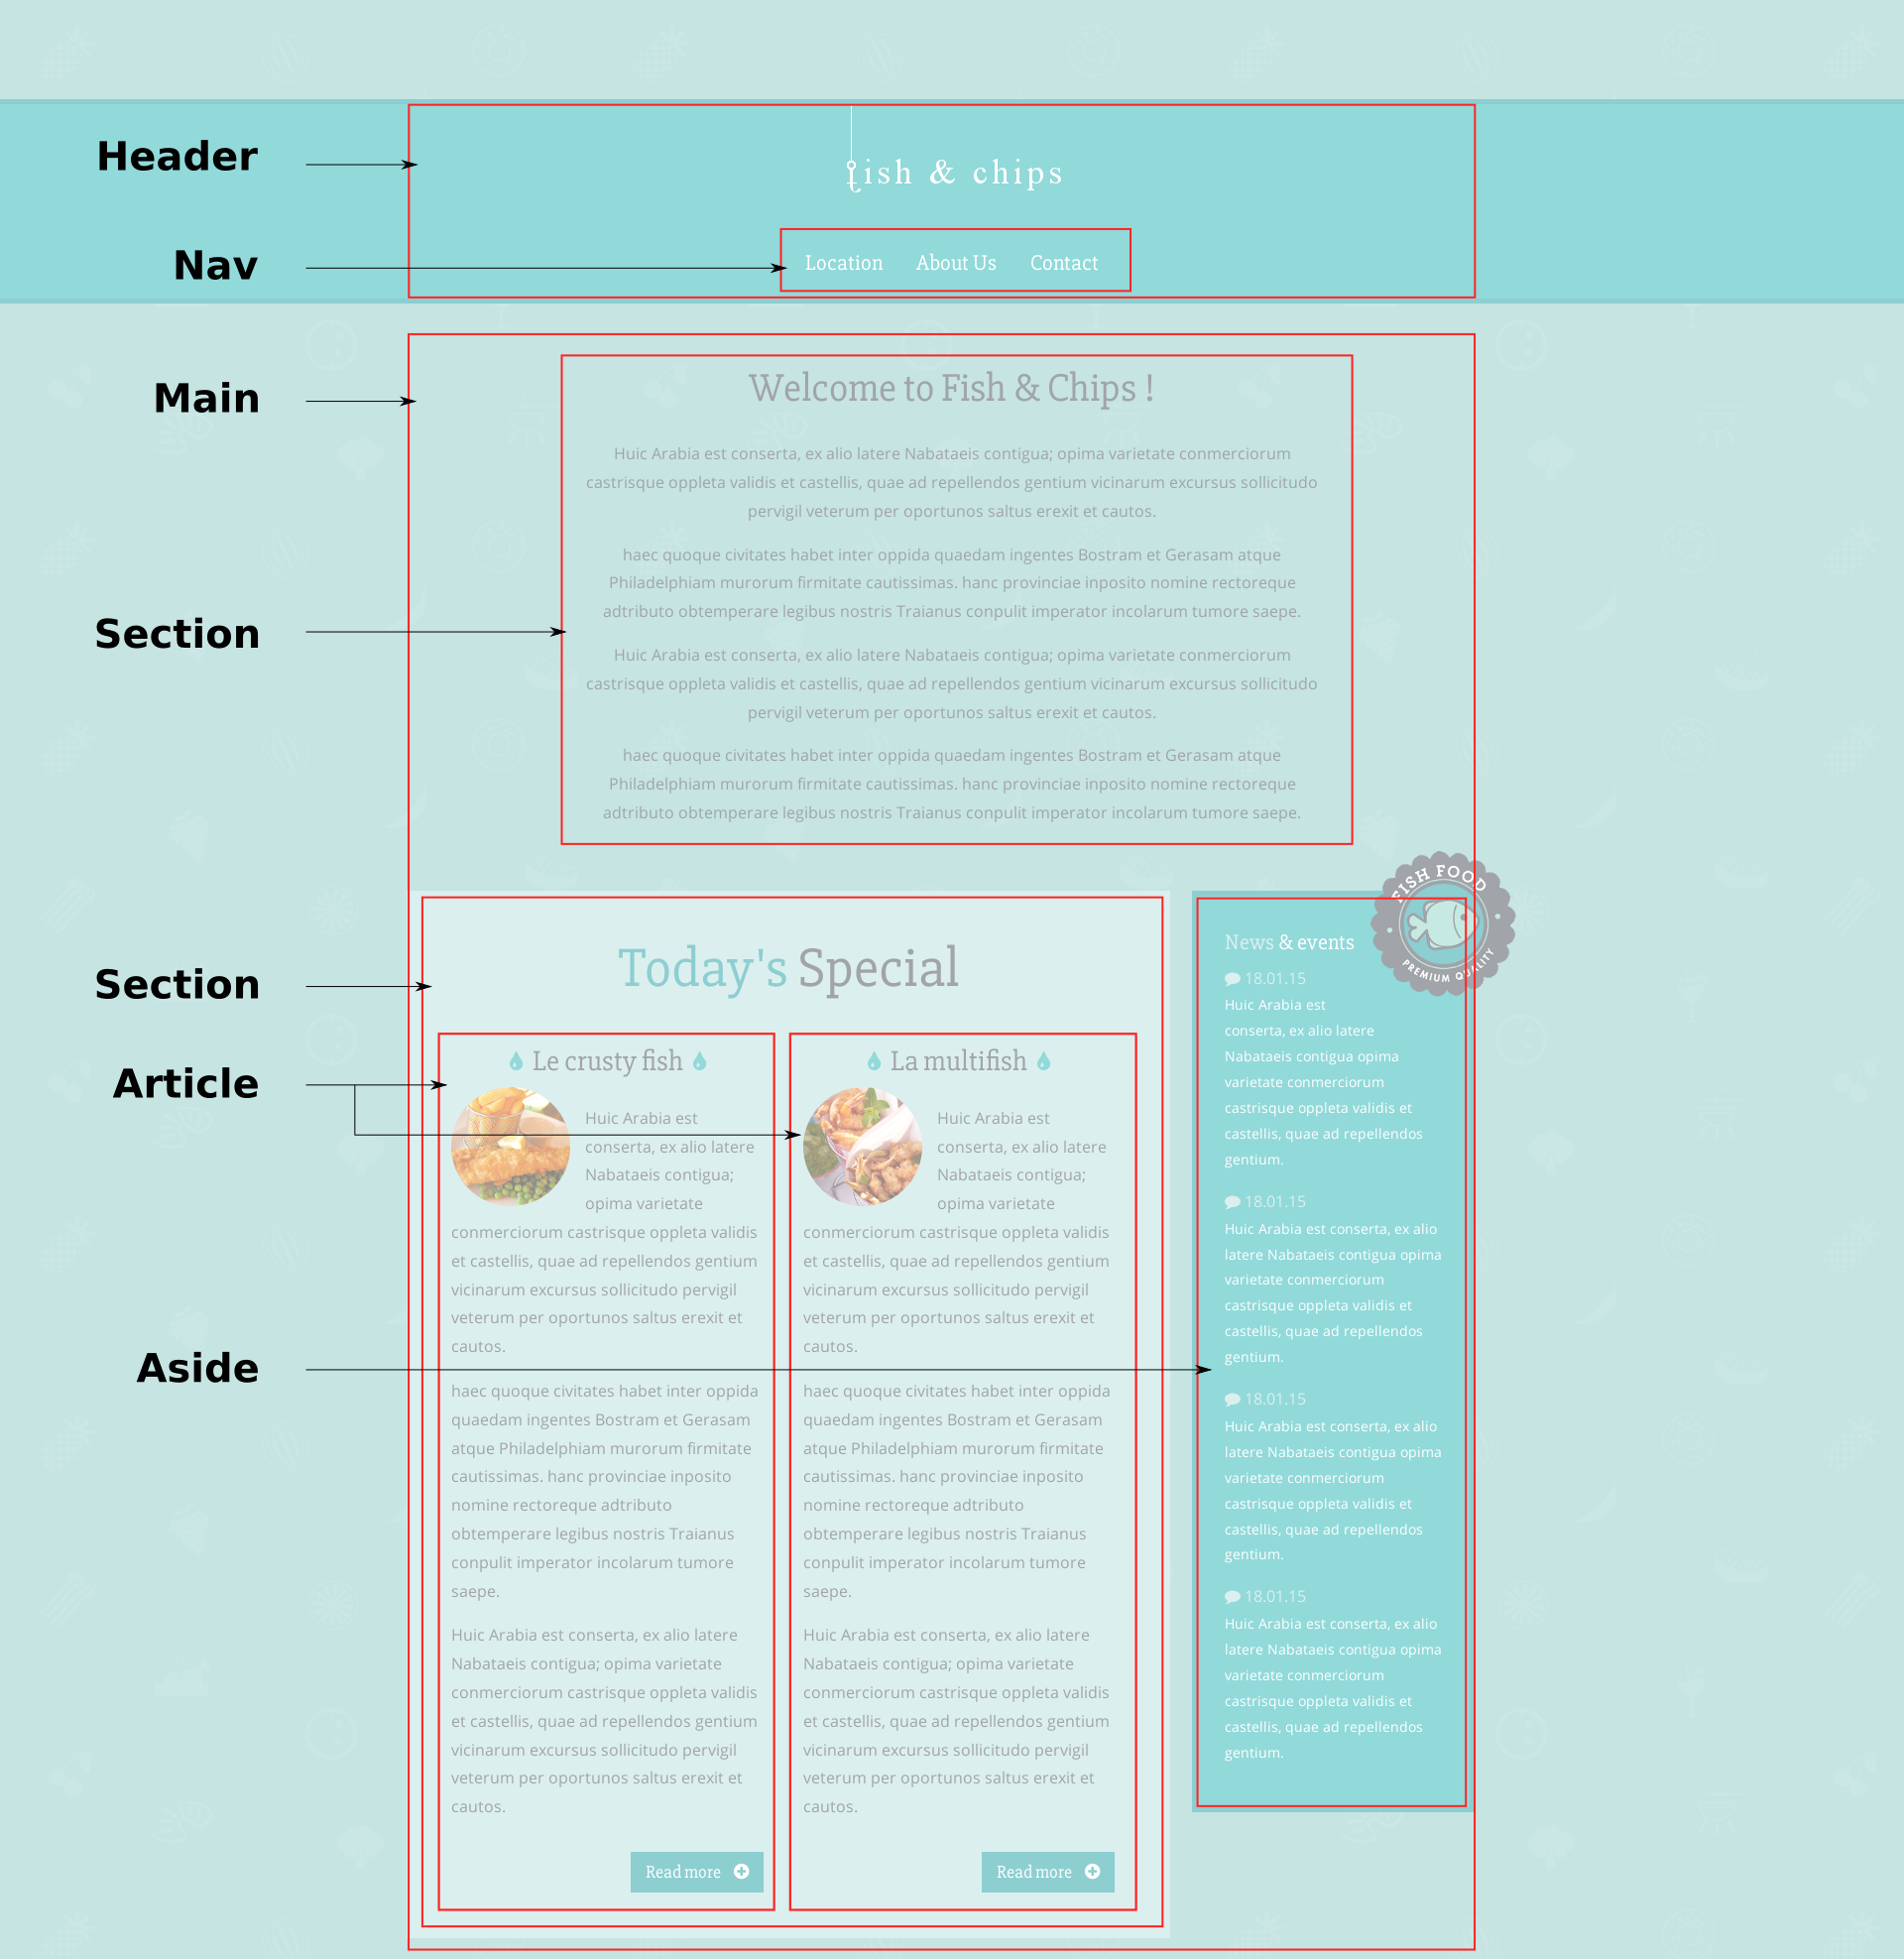 Header
fish & chips
Nav
Location About Us Contact
Main
Welcome to Fish & Chips !
Huic Arabia est conserta, ex alio latere Nabataeis contigua; opima varietate conmerciorum
castrisque oppleta validis et castellis, quae ad repellendos gentium vicinarum excursus sollicitudo
pervigil veterum per oportunos saltus erexit et cautos.
haec quoque civitates habet inter oppida quaedam ingentes Bostram et Gerasam atque
Philadelphiam murorum firmitate cautissimas. hanc provinciae inposito nomine rectoreque
adtributo obtemperare legibus nostris Traianus conpulit imperator incolarum tumore saepe.
Section
Huic Arabia est conserta, ex alio latere Nabataeis contigua; opima varietate conmerciorum
castrisque oppleta validis et castellis, quae ad repellendos gentium vicinarum excursus sollicitudo
pervigil veterum per oportunos saltus erexit et cautos.
haec quoque civitates habet inter oppida quaedam ingentes Bostram et Gerasam atque
Philadelphiam murorum firmitate cautissimas. hanc provinciae inposito nomine rectoreque
adtributo obtemperare legibus nostris Traianus conpulit imperator incolarum tumore saepe.
Section
Today's Special
Article
Le crusty fish
Huic Arabia est
conserta, ex alio latere
Nabataeis contigua;
opima varietate
conmerciorum castrisque oppleta validis
et castellis, quae ad repellendos gentium
vicinarum excursus sollicitudo pervigil
veterum per oportunos saltus erexit et
cautos.
haec quoque civitates habet inter oppida
quaedam ingentes Bostram et Gerasam
atque Philadelphiam murorum firmitate
cautissimas. hanc provinciae inposito
nomine rectoreque adtributo
obtemperare legibus nostris Traianus
conpulit imperator incolarum tumore
saepe.
Huic Arabia est conserta, ex alio latere
Nabataeis contigua; opima varietate
conmerciorum castrisque oppleta validis
et castellis, quae ad repellendos gentium
vicinarum excursus sollicitudo pervigil
veterum per oportunos saltus erexit et
cautos.
Read more
La multifish
Huic Arabia est
conserta, ex alio latere
Nabataeis contigua;
opima varietate
conmerciorum castrisque oppleta validis
et castellis, quae ad repellendos gentium
vicinarum excursus sollicitudo pervigil
veterum per oportunos saltus erexit et
cautos.
haec quoque civitates habet inter oppida
quaedam ingentes Bostram et Gerasam
atque Philadelphiam murorum firmitate
cautissimas. hanc provinciae inposito
nomine rectoreque adtributo
obtemperare legibus nostris Traianus
conpulit imperator incolarum tumore
saepe.
Huic Arabia est conserta, ex alio latere
Nabataeis contigua; opima varietate
conmerciorum castrisque oppleta validis
et castellis, quae ad repellendos gentium
vicinarum excursus sollicitudo pervigil
veterum per oportunos saltus erexit et
cautos.
Read more
Aside
FISH FOOD
PREMIUM QUALITY
News & events
18.01.15
Huic Arabia est
conserta, ex alio latere
Nabataeis contigua opima
varietate conmerciorum
castrisque oppleta validis et
castellis, quae ad repellendos
gentium.
18.01.15
Huic Arabia est conserta, ex alio
latere Nabataeis contigua opima
varietate conmerciorum
castrisque oppleta validis et
castellis, quae ad repellendos
gentium.
18.01.15
Huic Arabia est conserta, ex alio
latere Nabataeis contigua opima
varietate conmerciorum
castrisque oppleta validis et
castellis, quae ad repellendos
gentium.
18.01.15
Huic Arabia est conserta, ex alio
latere Nabataeis contigua opima
varietate conmerciorum
castrisque oppleta validis et
castellis, quae ad repellendos
gentium.